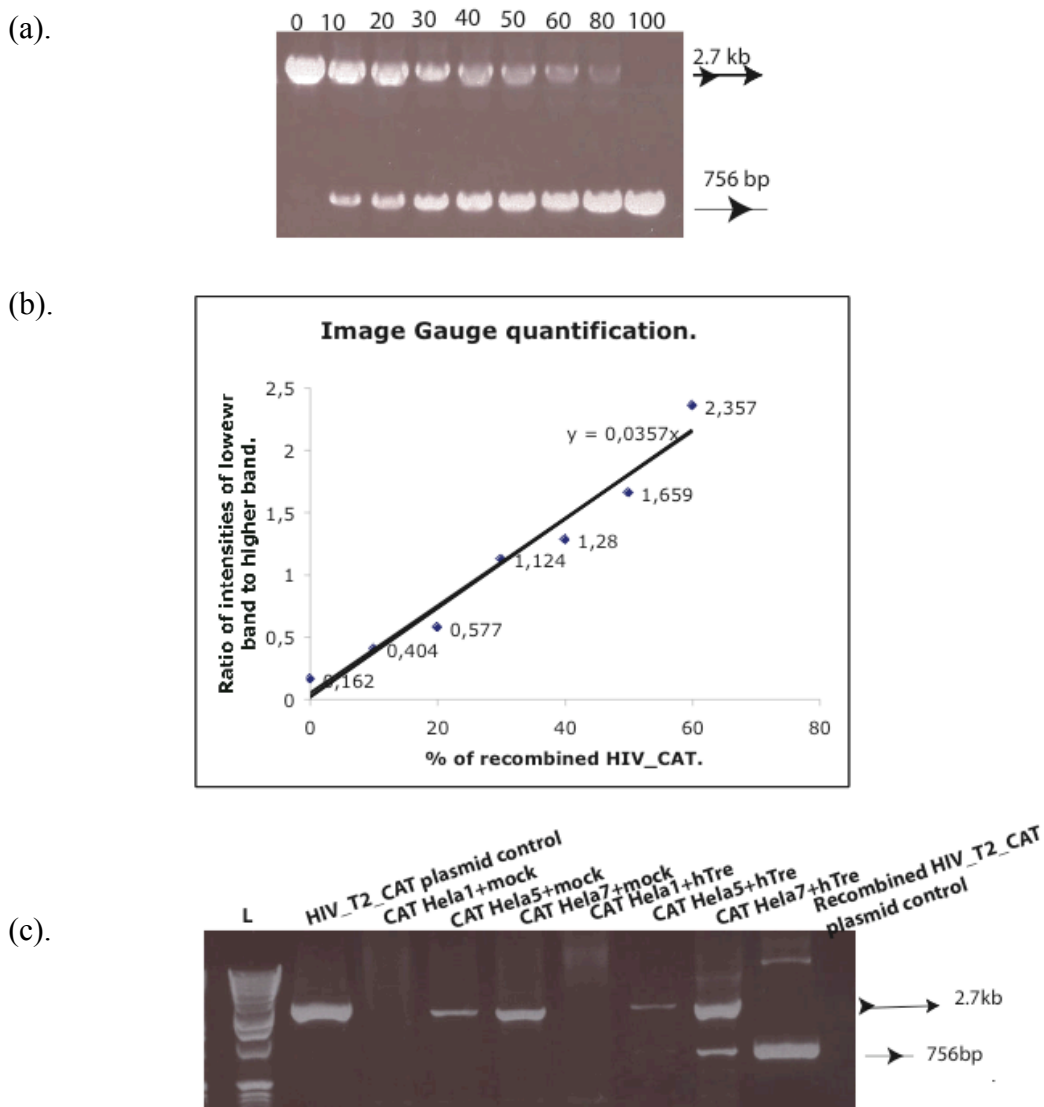 (a).
0 10 20 30 40 50 60 80 100
2.7 kb
756 bp
(b).
Image Gauge quantification.
Ratio of intensities of lowewr
band to higher band.
2,5
2
1,5
1
0,5
0
0,162
0,404
0,577
1,124
1,28
1,659
2,357
y = 0,0357x
0 20 40 60 80
% of recombined HIV_CAT.
(c).
L
HIV_T2_CAT plasmid control
CAT Hela1+mock
CAT Hela5+mock
CAT Hela7+mock
CAT Hela1+hTre
CAT Hela5+hTre
CAT Hela7+hTre
Recombined HIV_T2_CAT
plasmid control
2.7kb
756bp